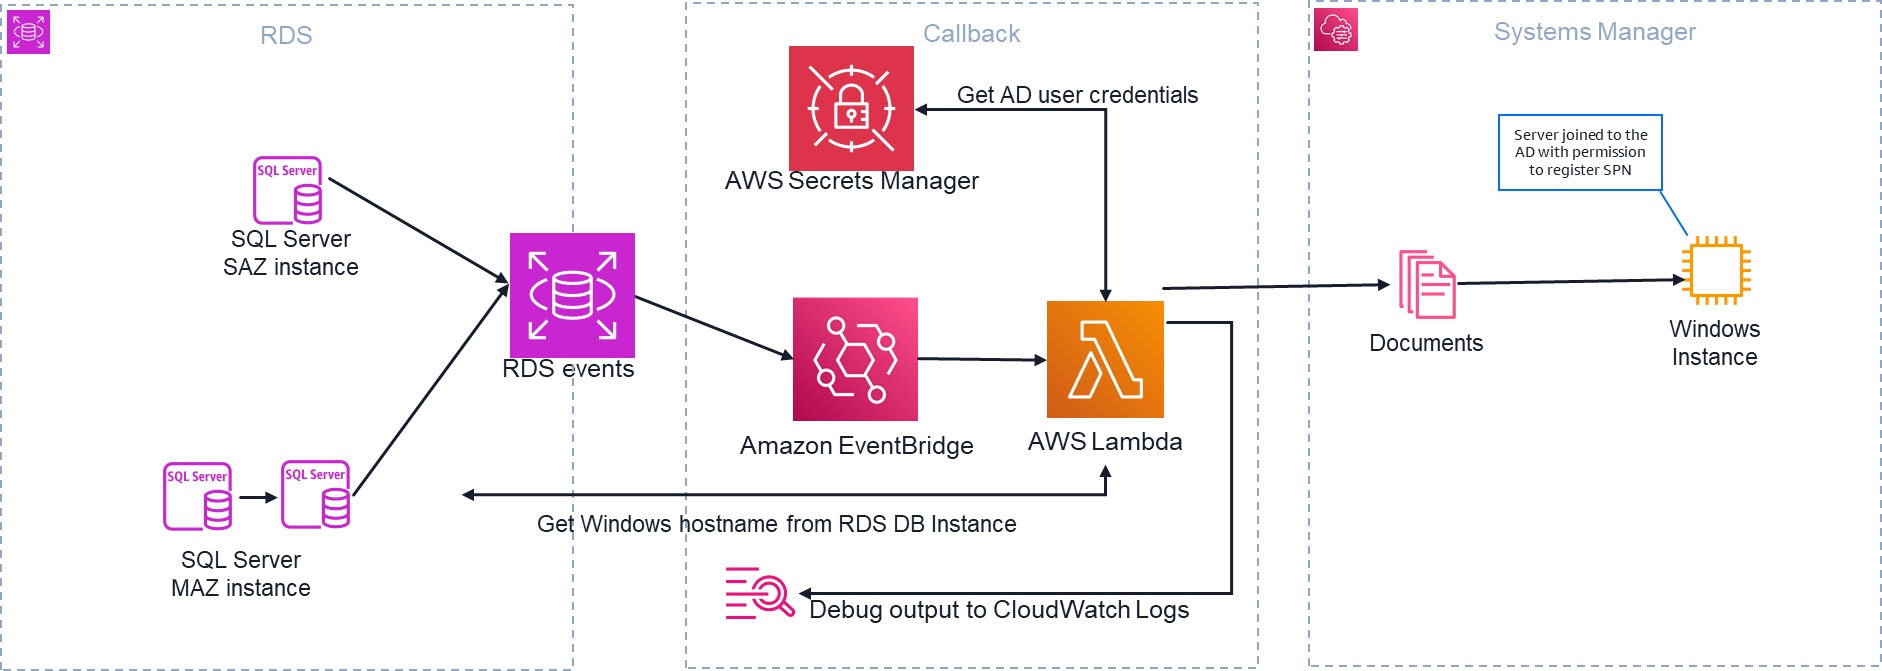 RDS
Callback
Systems Manager
Get AD user credentials
AWS Secrets Manager
Server joined to the
AD with permission
to register SPN
SQL Server
SQL Server
SAZ instance
RDS events
Documents
Windows
Instance
Amazon EventBridge
AWS Lambda
SQL Server
SQL Server
Get Windows hostname from RDS DB Instance
SQL Server
MAZ instance
Debug output to CloudWatch Logs